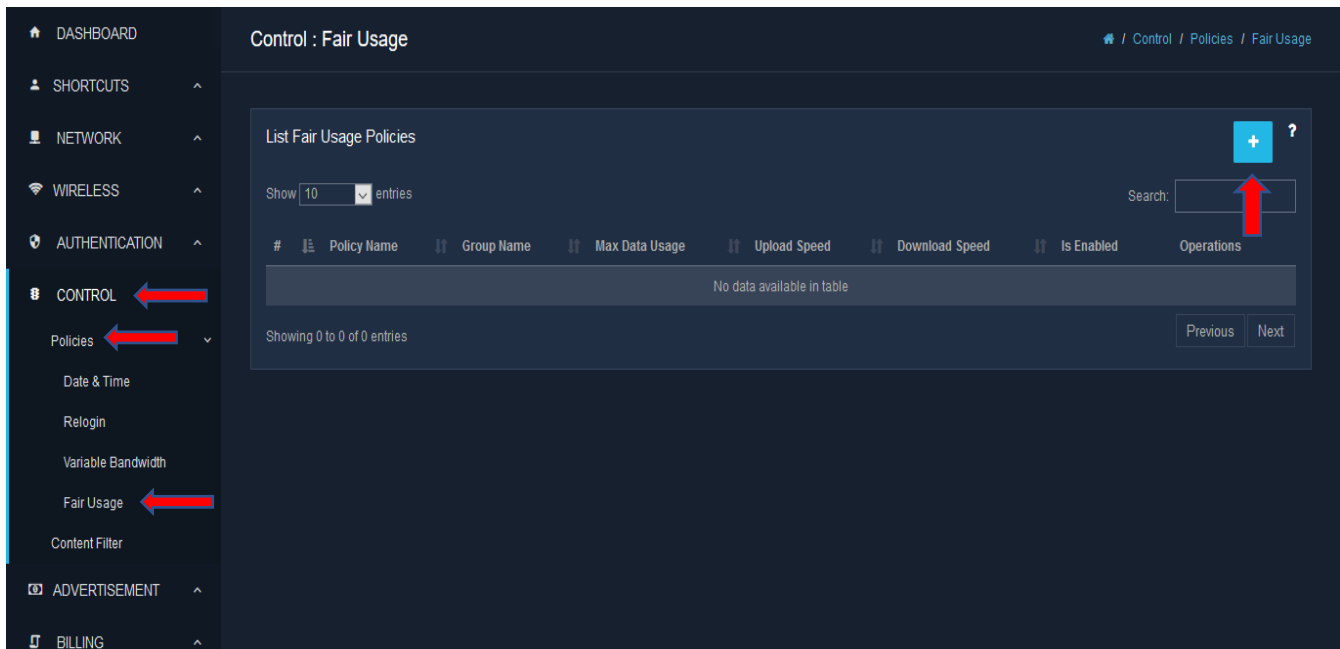 DASHBOARD
SHORTCUTS
NETWORK
WIRELESS
AUTHENTICATION
CONTROL
Policies
Date & Time
Relogin
Variable Bandwidth
Fair Usage
Content Filter
ADVERTISEMENT
BILLING
Control : Fair Usage
/ Control / Policies / Fair Usage
List Fair Usage Policies
+ ?
Show 10 entries
Search:
# Policy Name Group Name Max Data Usage Upload Speed Download Speed Is Enabled Operations
No data available in table
Showing 0 to 0 of 0 entries
Previous Next